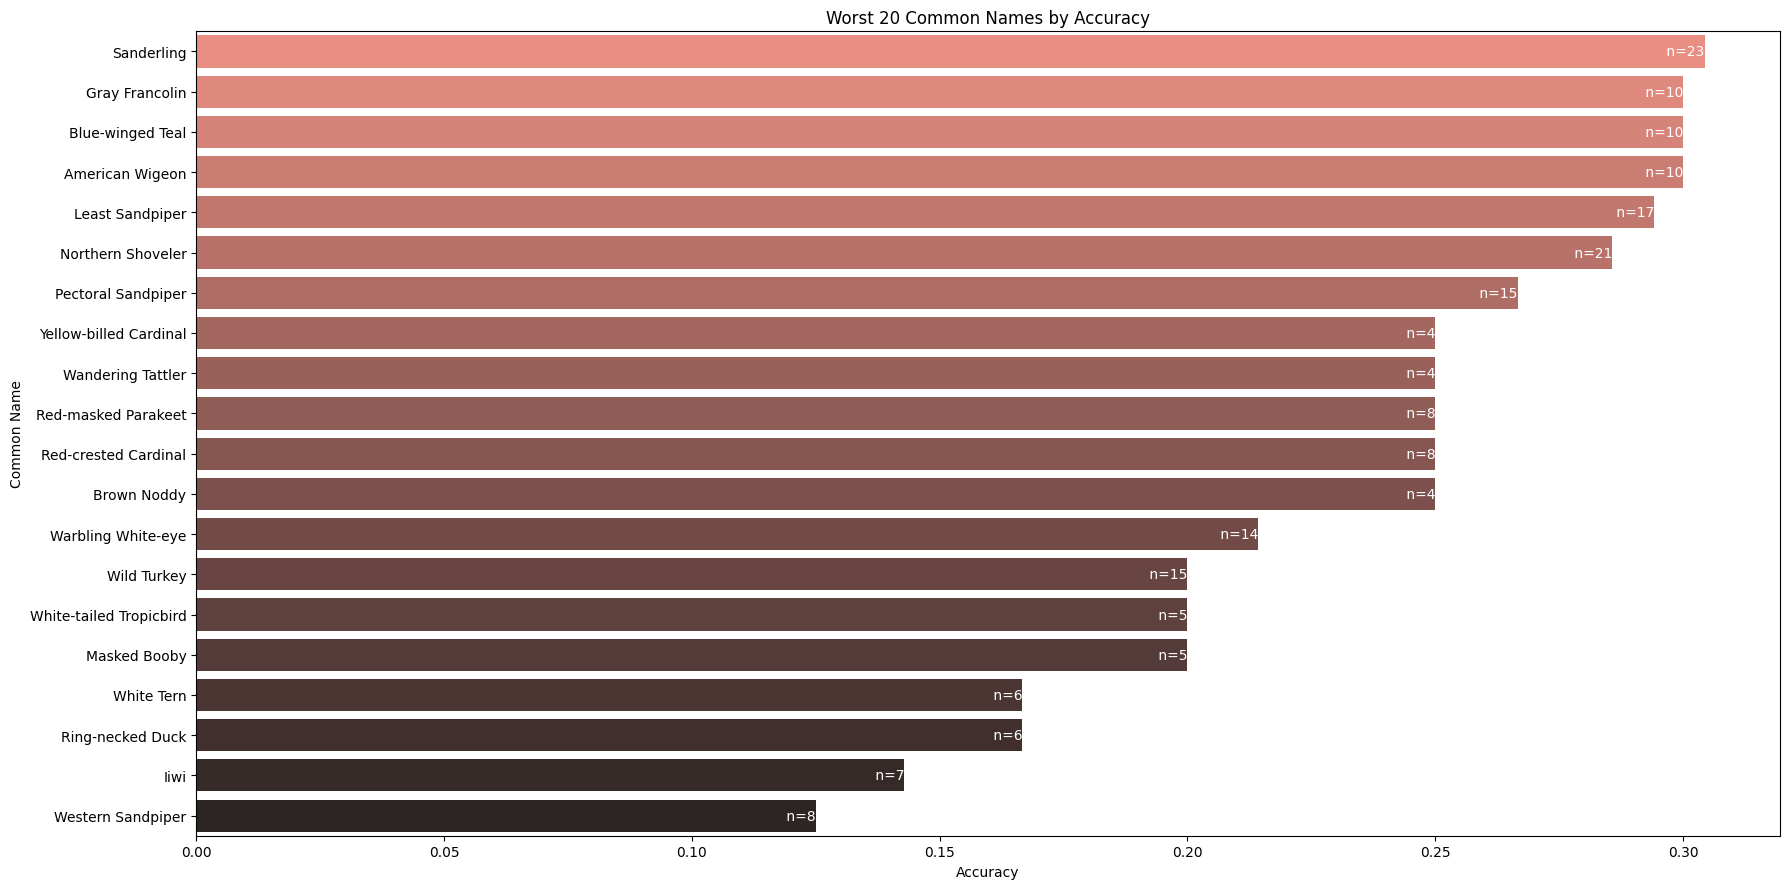 Worst 20 Common Names by Accuracy
Common Name
Sanderling n=23
Gray Francolin n=10
Blue-winged Teal n=10
American Wigeon n=10
Least Sandpiper n=17
Northern Shoveler n=21
Pectoral Sandpiper n=15
Yellow-billed Cardinal n=4
Wandering Tattler n=4
Red-masked Parakeet n=8
Red-crested Cardinal n=8
Brown Noddy n=4
Warbling White-eye n=14
Wild Turkey n=15
White-tailed Tropicbird n=5
Masked Booby n=5
White Tern n=6
Ring-necked Duck n=6
Iiwi n=7
Western Sandpiper n=8
0.00 0.05 0.10 0.15 0.20 0.25 0.30
Accuracy